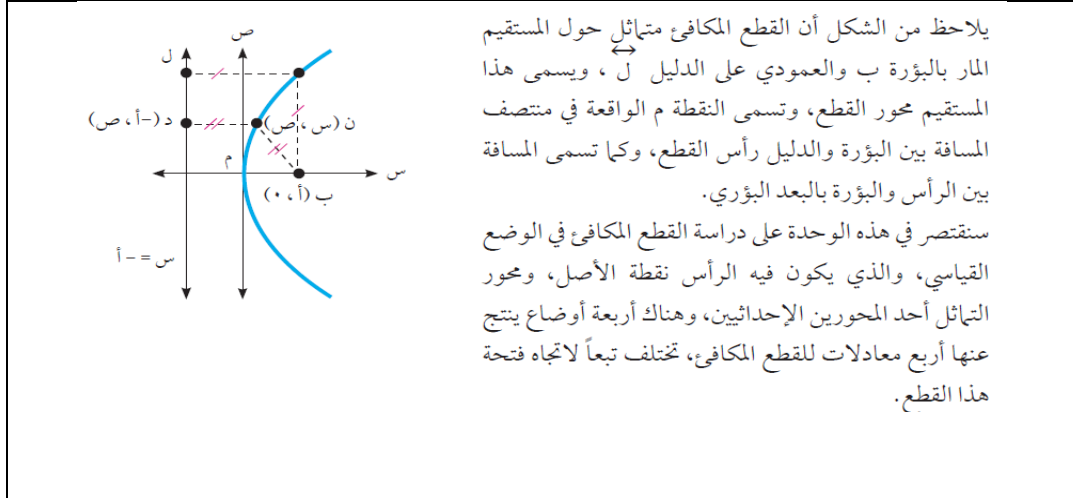 يلاحظ من الشكل أن القطع المكافئ متماثل حول المستقيم
المار بالبؤرة ب والعمودي على الدليل ل↔ ، ويسمى هذا
المستقيم محور القطع، وتسمى النقطة م الواقعة في منتصف
المسافة بين البؤرة والدليل رأس القطع، وكما تسمى المسافة
بين الرأس والبؤرة بالبعد البؤري.
سنقتصر في هذه الوحدة على دراسة القطع المكافئ في الوضع
القياسي، والذي يكون فيه الرأس نقطة الأصل، ومحور
التماثل أحد المحورين الإحداثيين، وهناك أربعة أوضاع ينتج
عنها أربع معادلات للقطع المكافئ، تختلف تبعاً لاتجاه فتحة
هذا القطع.
ص
ل
ن (س ، ص)
د (-أ ، ص)
م
س
ب (أ ، ٠)
س = - أ